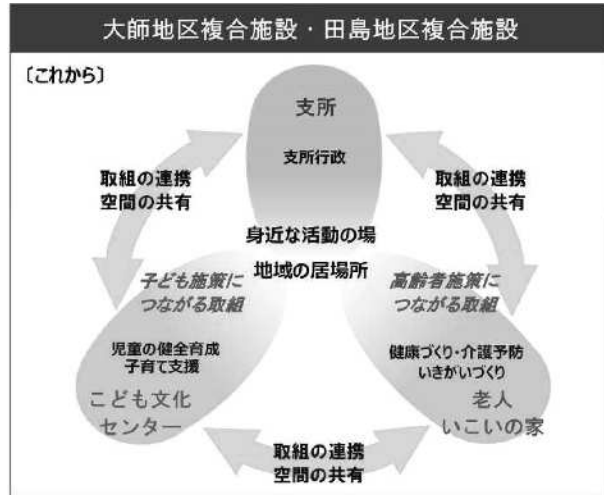 大師地区複合施設・田島地区複合施設
〔これから〕
支所
支所行政
取組の連携
空間の共有
取組の連携
空間の共有
身近な活動の場
地域の居場所
子ども施策に
つながる取組
高齢者施策に
つながる取組
児童の健全育成
子育て支援
健康づくり・介護予防
いきがいづくり
こども文化
センター
老人
いこいの家
取組の連携
空間の共有